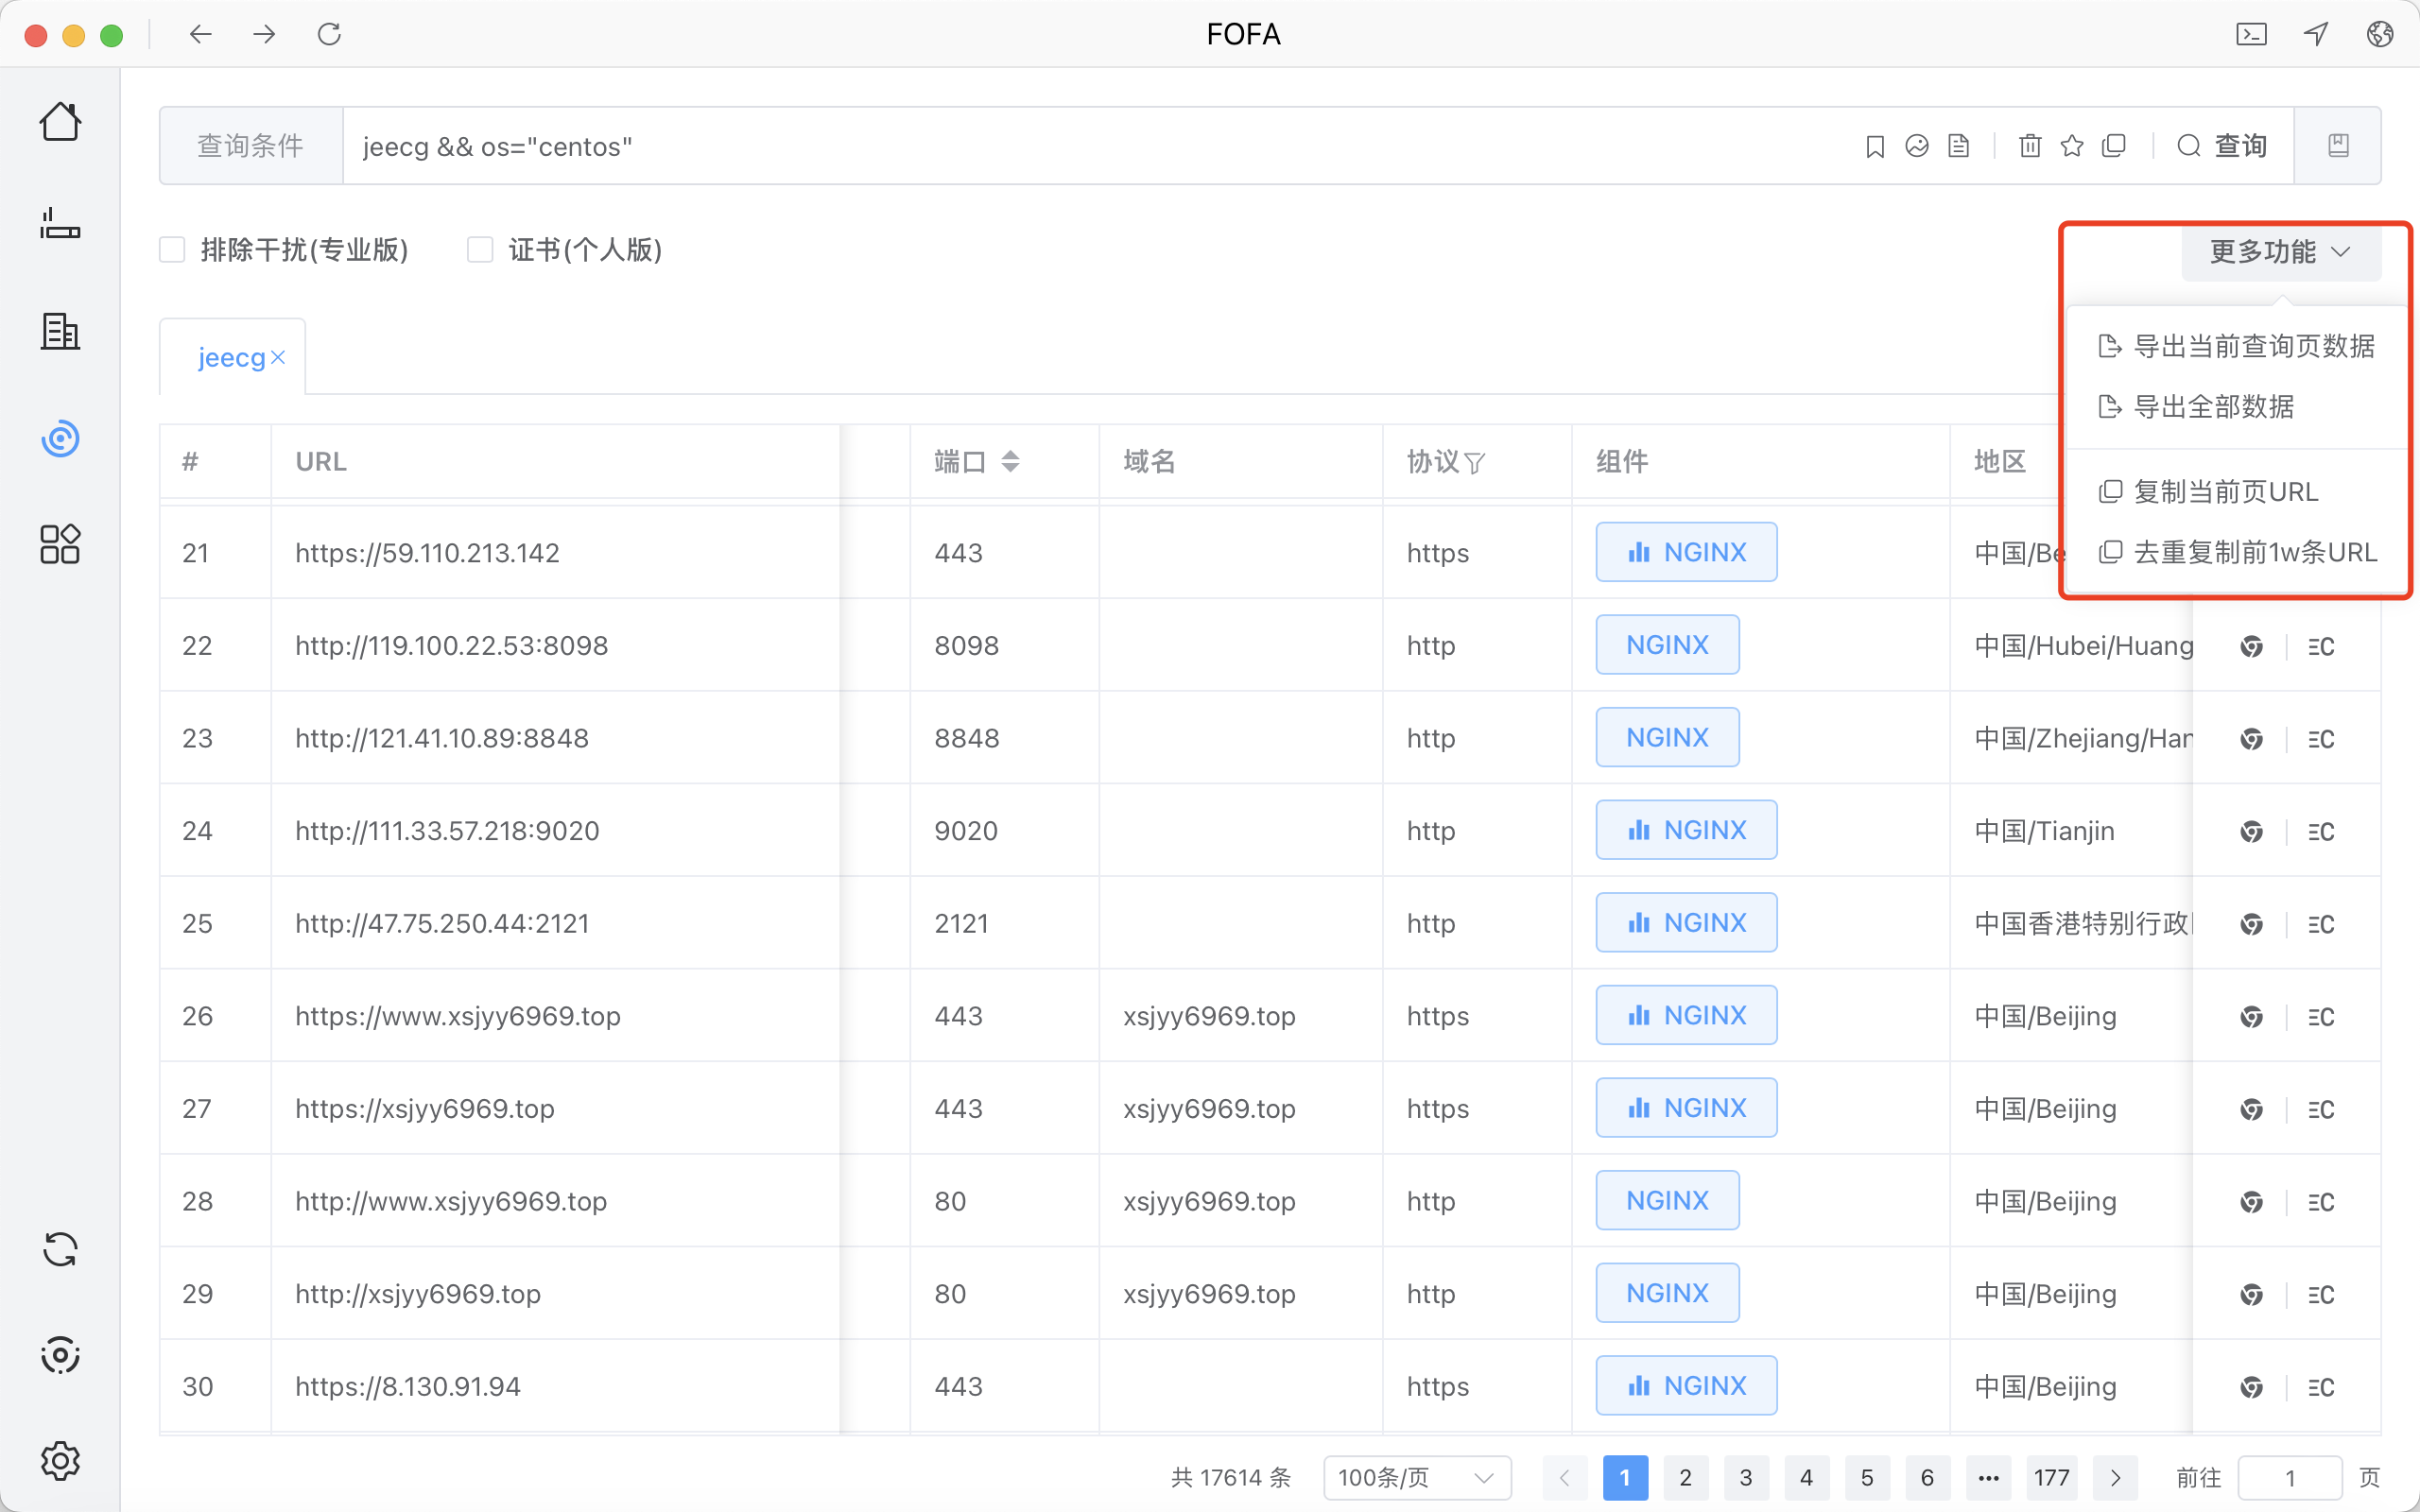 FOFA
查询条件 jeecg && os="centos" 查询
排除干扰(专业版) 证书(个人版) 更多功能
导出当前查询页数据
导出全部数据
复制当前页URL
去重复制前1w条URL
jeecg
# URL 端口 域名 协议 组件 地区
21 https://59.110.213.142 443 https NGINX 中国/Be
22 http://119.100.22.53:8098 8098 http NGINX 中国/Hubei/Huang C
23 http://121.41.10.89:8848 8848 http NGINX 中国/Zhejiang/Han C
24 http://111.33.57.218:9020 9020 http NGINX 中国/Tianjin C
25 http://47.75.250.44:2121 2121 http NGINX 中国香港特别行政 C
26 https://www.xsjyy6969.top 443 xsjyy6969.top https NGINX 中国/Beijing C
27 https://xsjyy6969.top 443 xsjyy6969.top https NGINX 中国/Beijing C
28 http://www.xsjyy6969.top 80 xsjyy6969.top http NGINX 中国/Beijing C
29 http://xsjyy6969.top 80 xsjyy6969.top http NGINX 中国/Beijing C
30 https://8.130.91.94 443 https NGINX 中国/Beijing C
共 17614 条 100条/页 1 2 3 4 5 6 ••• 177 前往 1 页